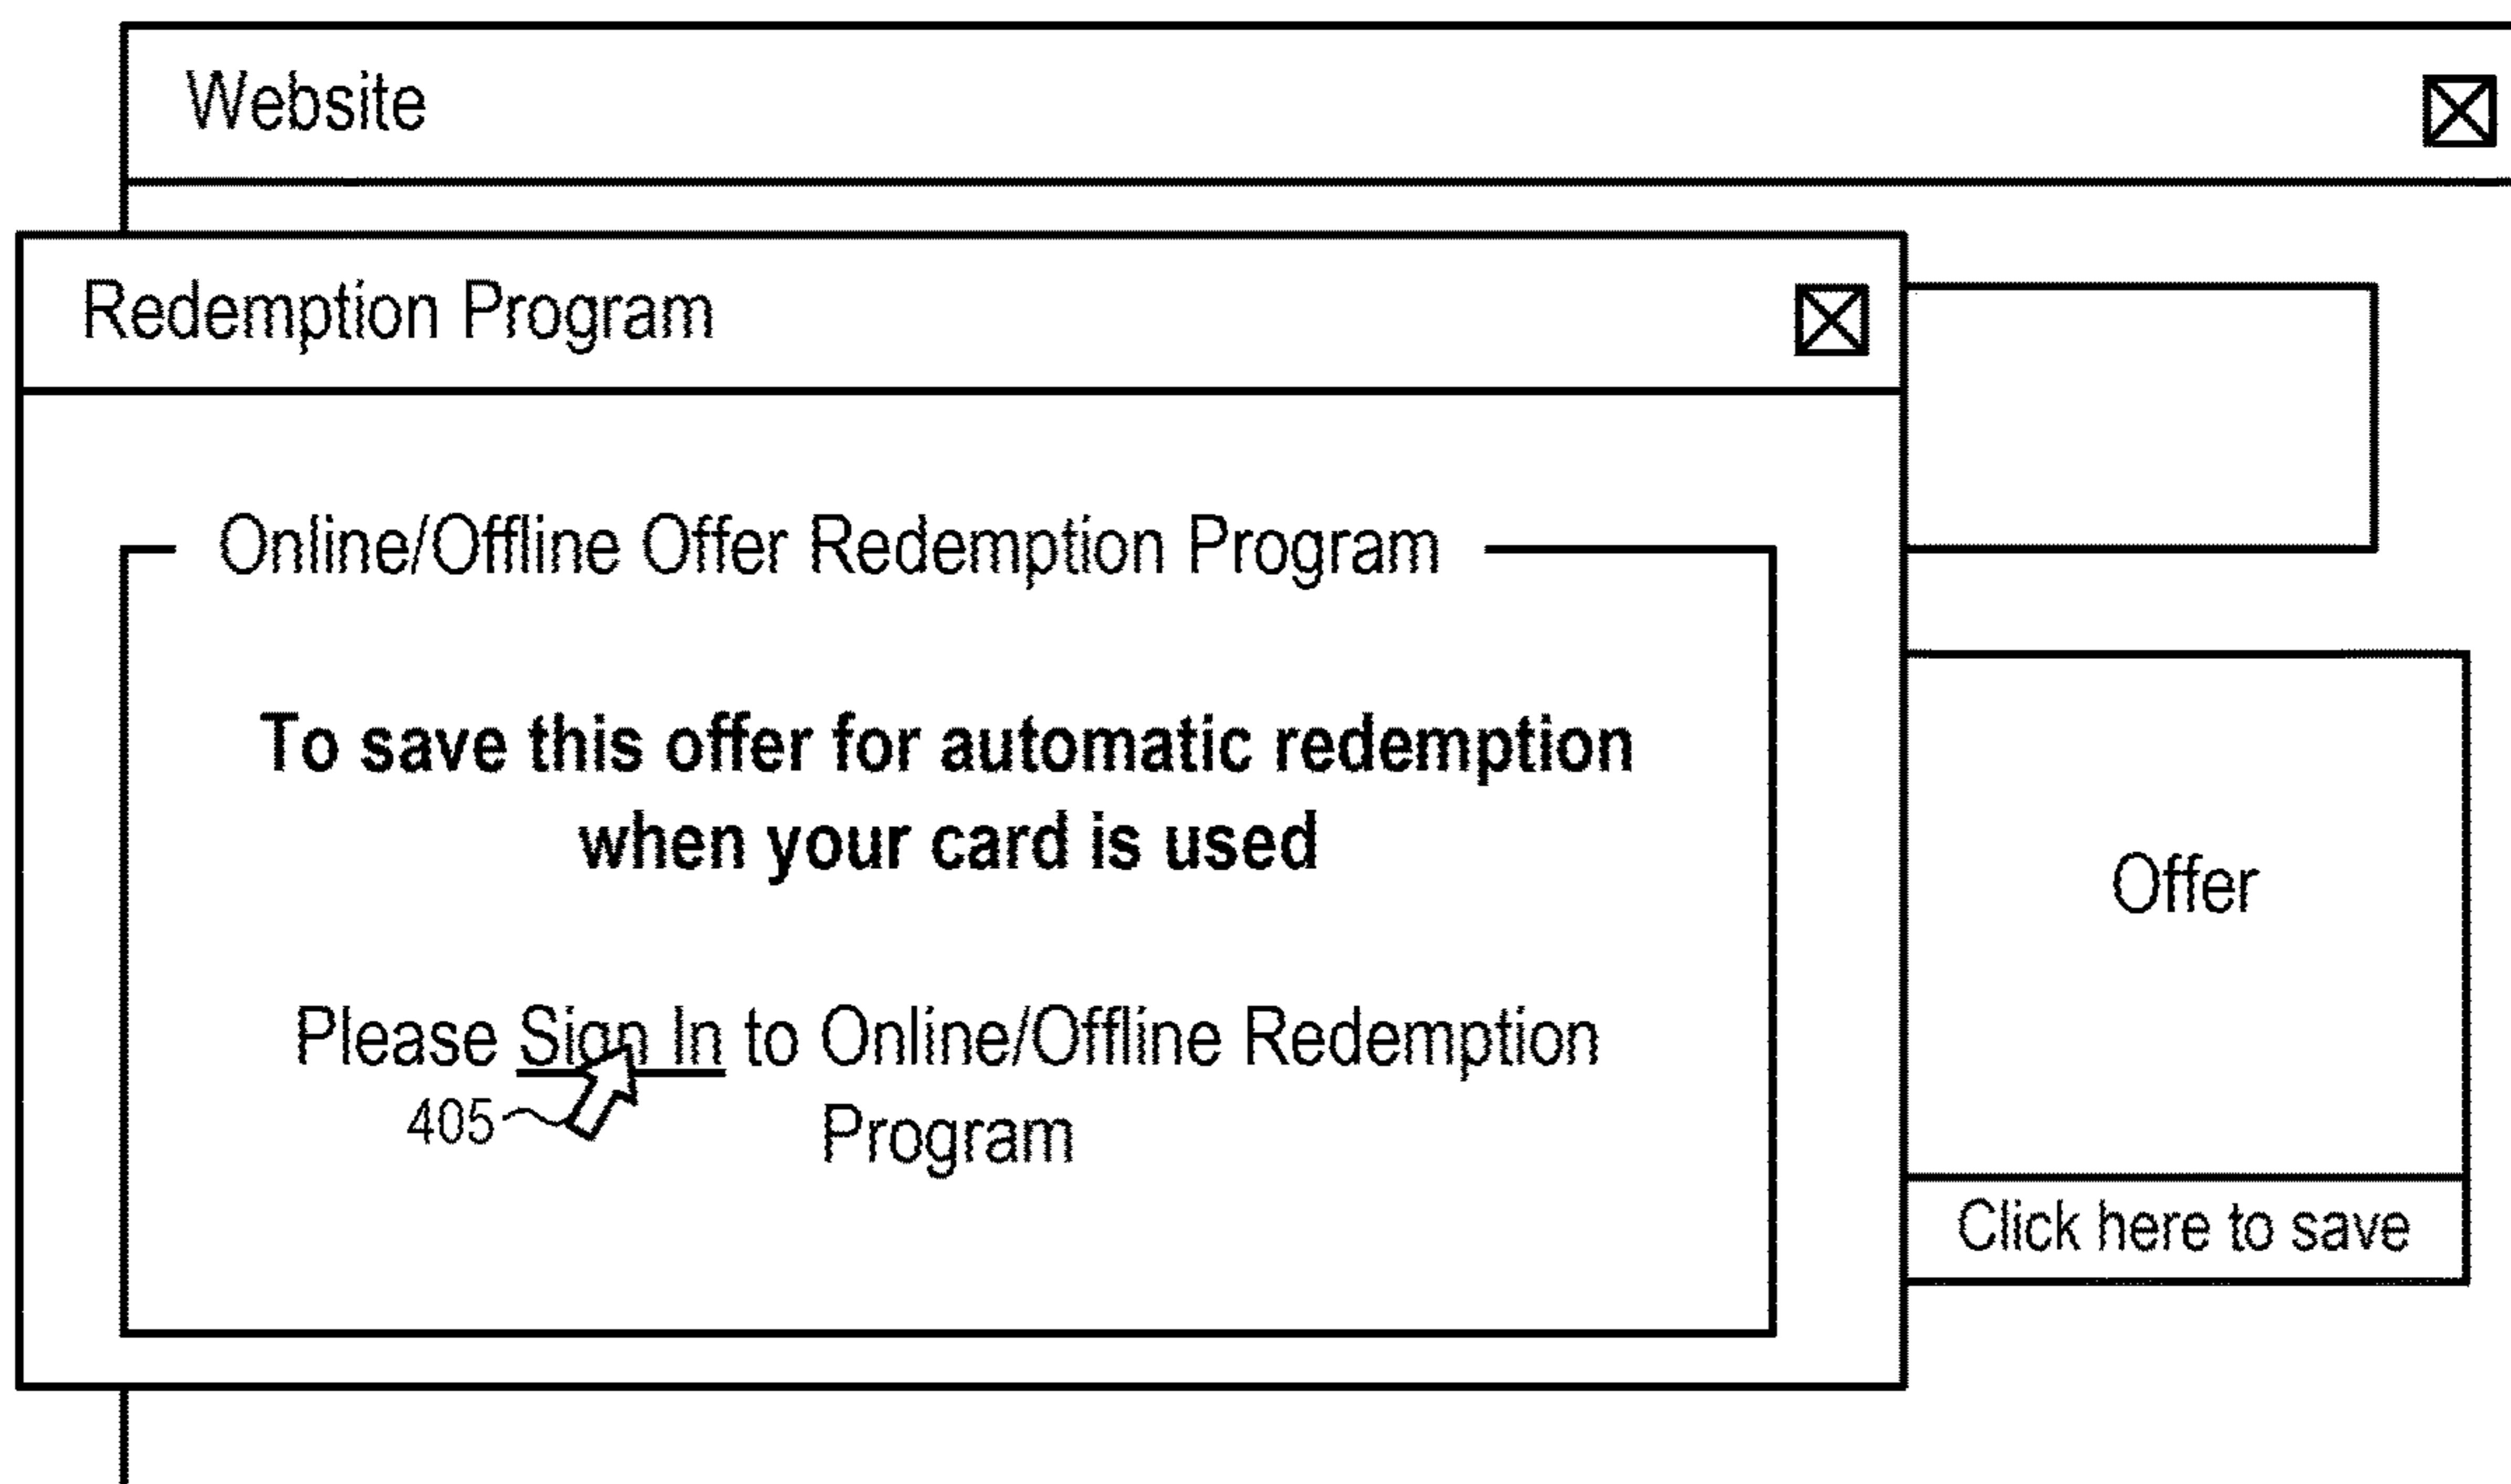 Website
Redemption Program
Online/Offline Offer Redemption Program
To save this offer for automatic redemption
when your card is used
Please Sign In to Online/Offline Redemption
405
Program
Offer
Click here to save